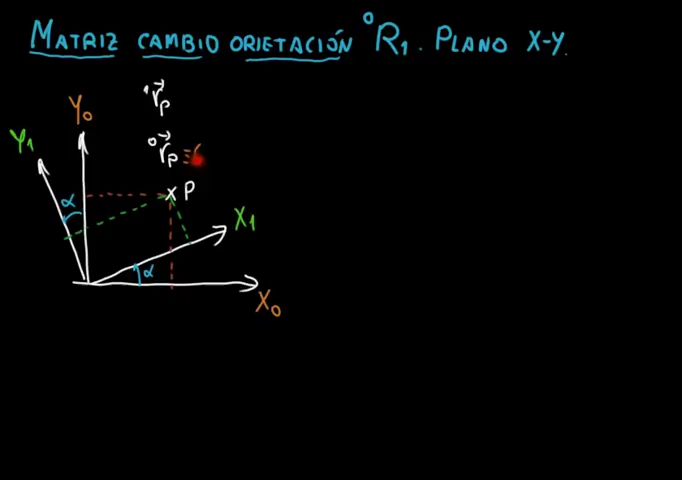 MATRIZ CAMBIO ORIETACIÓN ⁰R₁. PLANO X-Y.
¹r⃗ₚ
Y₀
⁰r⃗ₚ ≡ (
Y₁
α
x P
X₁
α
X₀